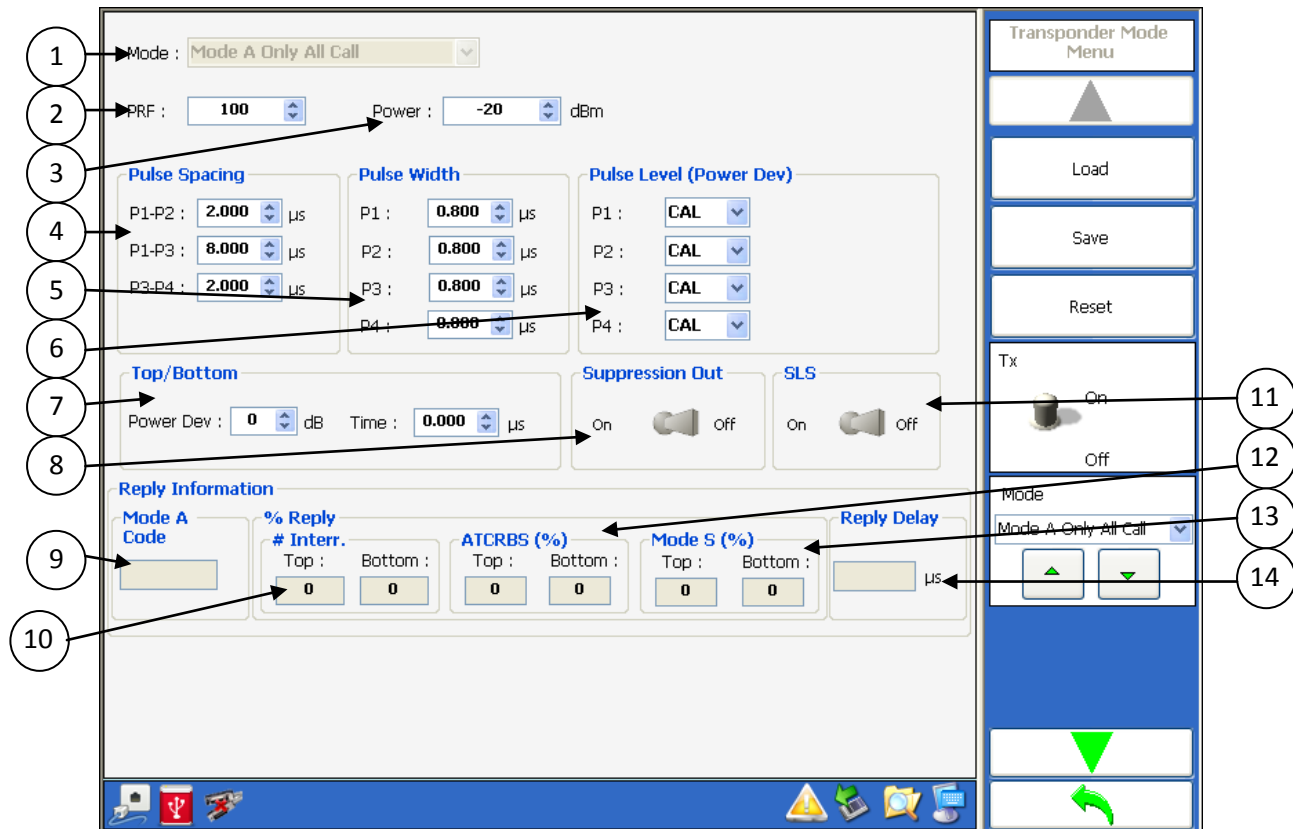 1
Mode : Mode A Only All Call
2
PRF : 100 Power : -20 dBm
3
Pulse Spacing
4
P1-P2 : 2.000 µs
P1-P3 : 8.000 µs
P3-P4 : 2.000 µs
Pulse Width
5
P1 : 0.800 µs
P2 : 0.800 µs
P3 : 0.800 µs
P4 : 0.800 µs
Pulse Level (Power Dev)
6
P1 : CAL
P2 : CAL
P3 : CAL
P4 : CAL
Top/Bottom
7
Power Dev : 0 dB Time : 0.000 µs
Suppression Out
8
On Off
SLS
11
On Off
Reply Information
Mode A
Code
9
% Reply
# Interr.
Top : Bottom :
0 0
10
ATCRBS (%)
12
Top : Bottom :
0 0
Mode S (%)
13
Top : Bottom :
0 0
Reply Delay
µs
14
Transponder Mode
Menu
Load
Save
Reset
Tx
On
Off
Mode
Mode A Only All Call